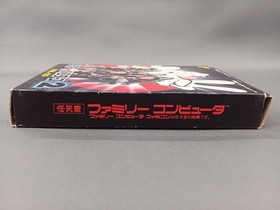 任天堂 ファミリー コンピュータ™
ファミリー コンピュータ ファミコンは任天堂の商標です。